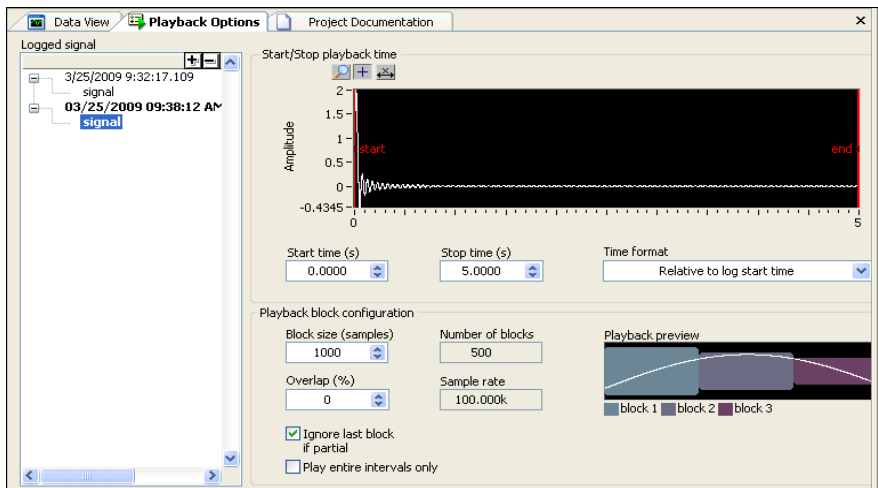 Data View Playback Options Project Documentation
Logged signal
3/25/2009 9:32:17.109
signal
03/25/2009 09:38:12 AM
signal
Start/Stop playback time
Amplitude
2
1.5
1
0.5
0
-0.4345
start
end
0
5
Start time (s) Stop time (s) Time format
0.0000 5.0000 Relative to log start time
Playback block configuration
Block size (samples) Number of blocks Playback preview
1000 500
Overlap (%) Sample rate
0 100.000k
block 1 block 2 block 3
Ignore last block
if partial
Play entire intervals only